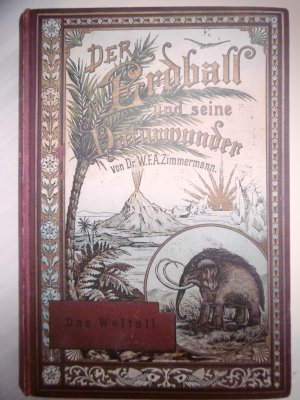 DER
Erdball
und seine
Naturwunder
von Dr. W. F. A. Zimmermann.
Das Weltall.